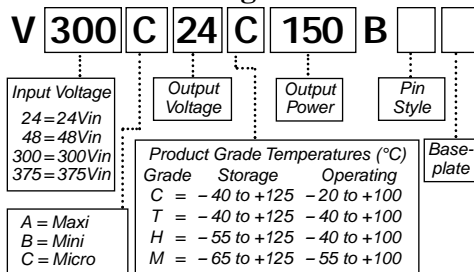 V 300 C 24 C 150 B
Input Voltage
24 = 24Vin
48 = 48Vin
300 = 300Vin
375 = 375Vin
Output
Voltage
Output
Power
Pin
Style
Base-
plate
Product Grade Temperatures (°C)
Grade Storage Operating
C = – 40 to +125 – 20 to +100
T = – 40 to +125 – 40 to +100
H = – 55 to +125 – 40 to +100
M = – 65 to +125 – 55 to +100
A = Maxi
B = Mini
C = Micro